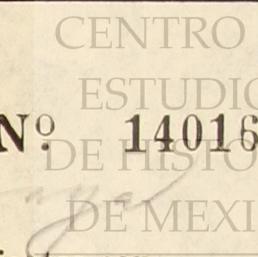 CENTRO
ESTUDIO
Nº 14016
DE HISTO
DE MEXI